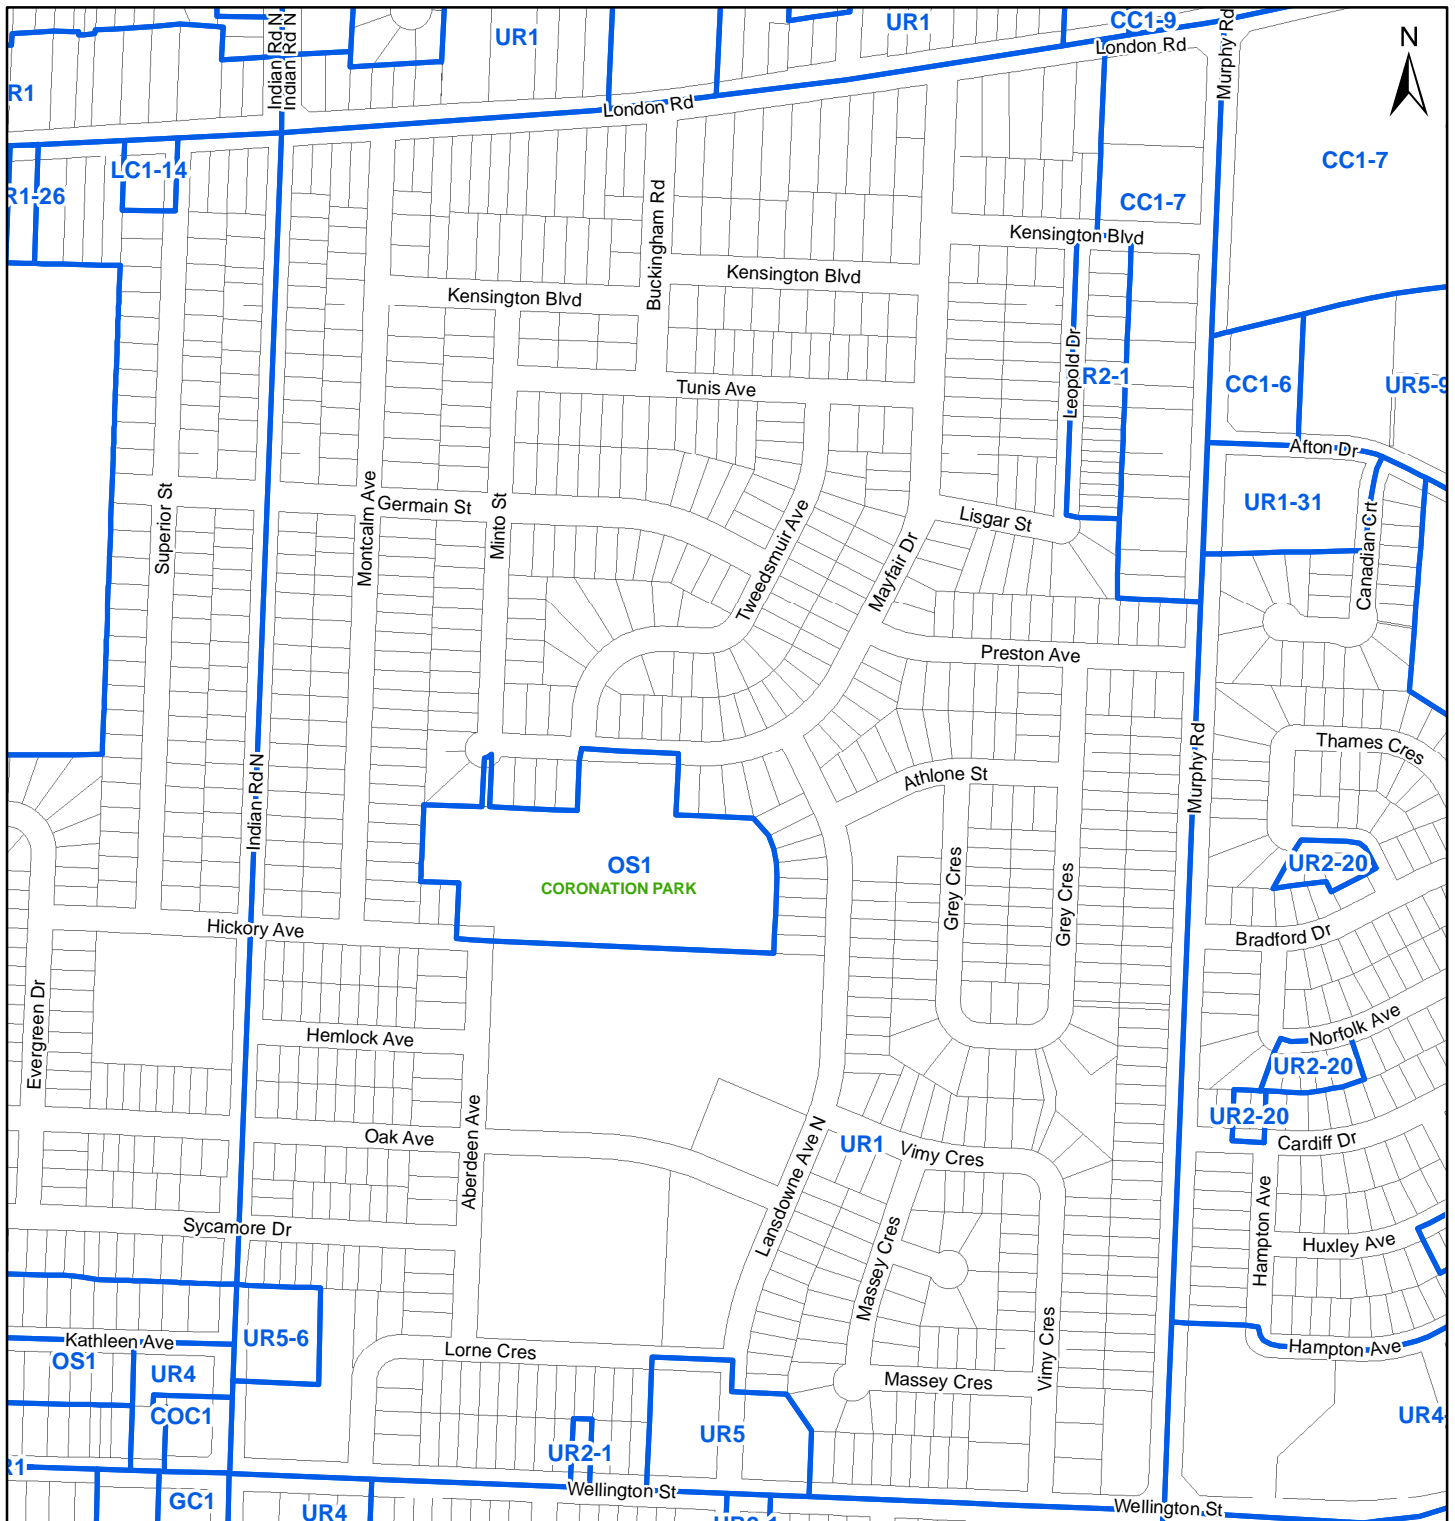 UR1
UR1
CC1-9
London Rd
Murphy Rd
N
Indian Rd N
Indian Rd N
R1
London Rd
LC1-14
R1-26
CC1-7
CC1-7
Buckingham Rd
Kensington Blvd
Kensington Blvd
Kensington Blvd
Leopold Dr
R2-1
CC1-6
UR5-9
Tunis Ave
Afton Dr
Superior St
Montcalm Ave
Germain St
Minto St
Tweedsmuir Ave
Mayfair Dr
Lisgar St
UR1-31
Canadian Crt
Preston Ave
Thames Cres
Indian Rd N
Murphy Rd
Athlone St
OS1
CORONATION PARK
Grey Cres
Grey Cres
UR2-20
Hickory Ave
Bradford Dr
Evergreen Dr
Hemlock Ave
Norfolk Ave
UR2-20
UR2-20
Oak Ave
Aberdeen Ave
Lansdowne Ave N
UR1
Vimy Cres
Cardiff Dr
Sycamore Dr
Massey Cres
Hampton Ave
Huxley Ave
Kathleen Ave
OS1
UR4
UR5-6
Lorne Cres
Vimy Cres
Hampton Ave
Massey Cres
COC1
UR5
UR4
UR2-1
R1
GC1
UR4
Wellington St
Wellington St
UR2-1